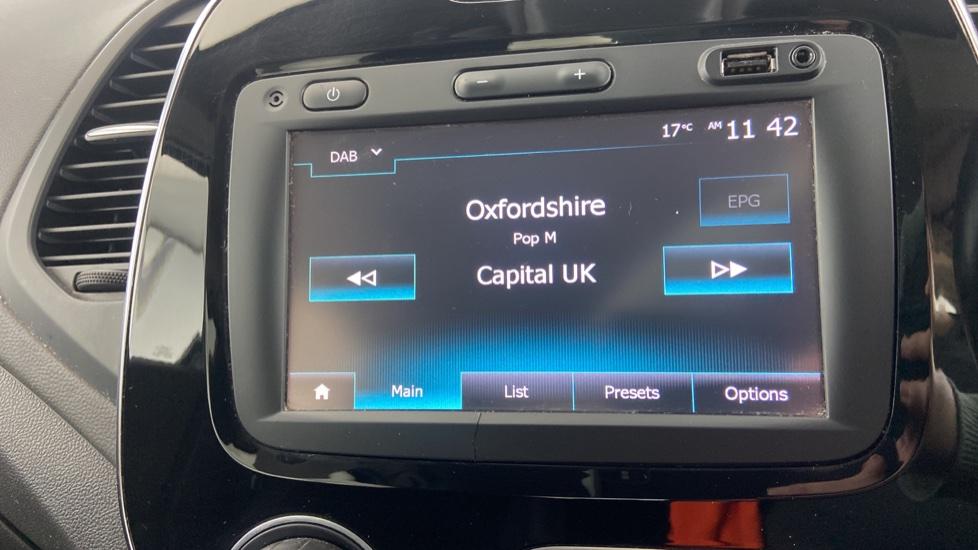 − +
17°C AM 11 42
DAB
Oxfordshire
EPG
Pop M
Capital UK
Main List Presets Options